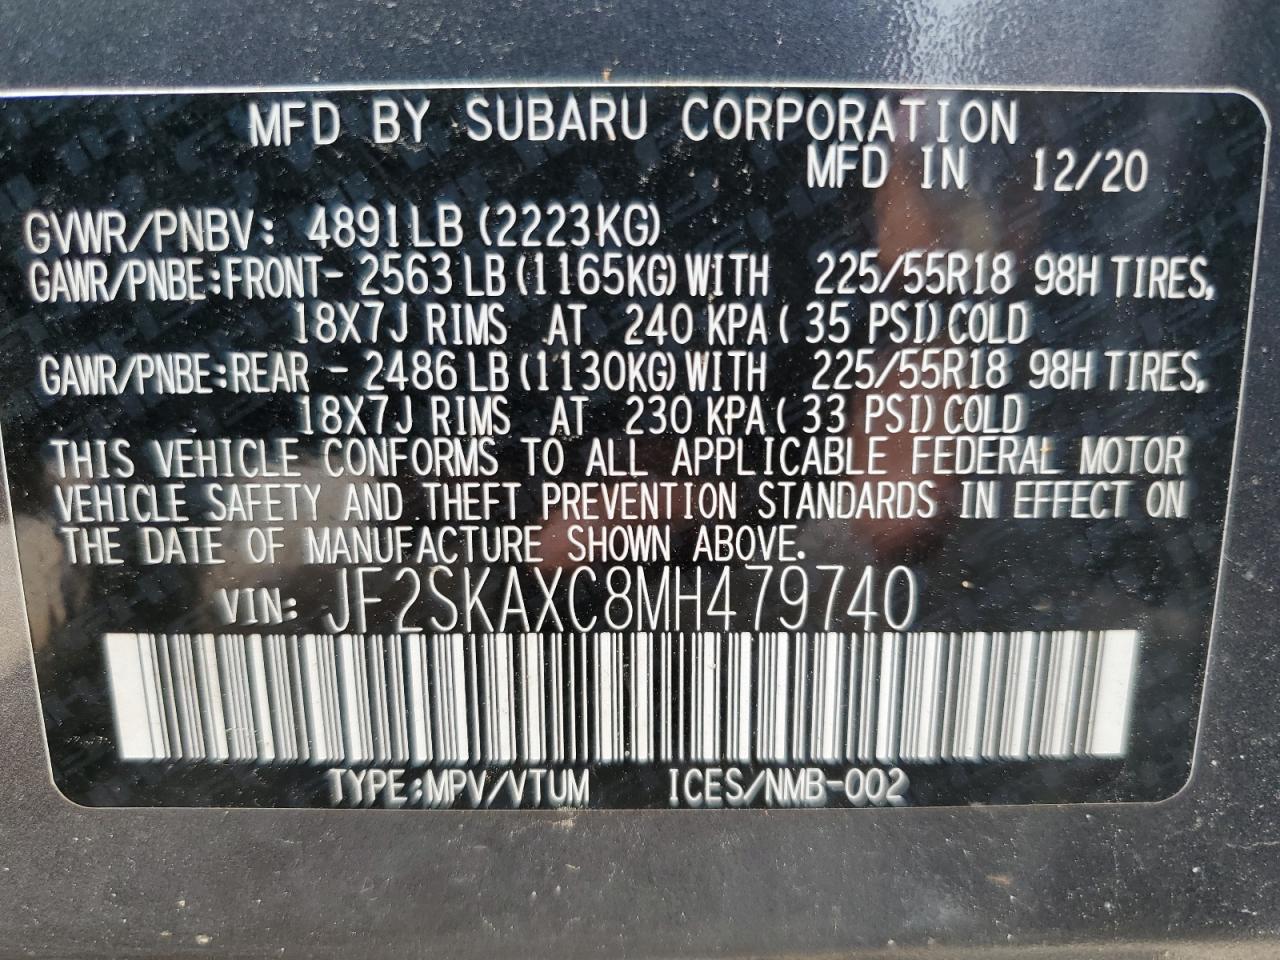 MFD BY SUBARU CORPORATION
MFD IN 12/20
GVWR/PNBV: 4891LB (2223KG)
GAWR/PNBE:FRONT- 2563 LB (1165KG) WITH 225/55R18 98H TIRES,
18X7J RIMS AT 240 KPA ( 35 PSI) COLD
GAWR/PNBE:REAR - 2486 LB (1130KG) WITH 225/55R18 98H TIRES,
18X7J RIMS AT 230 KPA ( 33 PSI) COLD
THIS VEHICLE CONFORMS TO ALL APPLICABLE FEDERAL MOTOR
VEHICLE SAFETY AND THEFT PREVENTION STANDARDS IN EFFECT ON
THE DATE OF MANUFACTURE SHOWN ABOVE.
VIN: JF2SKAXC8MH479740
TYPE:MPV/VTUM ICES/NMB-002